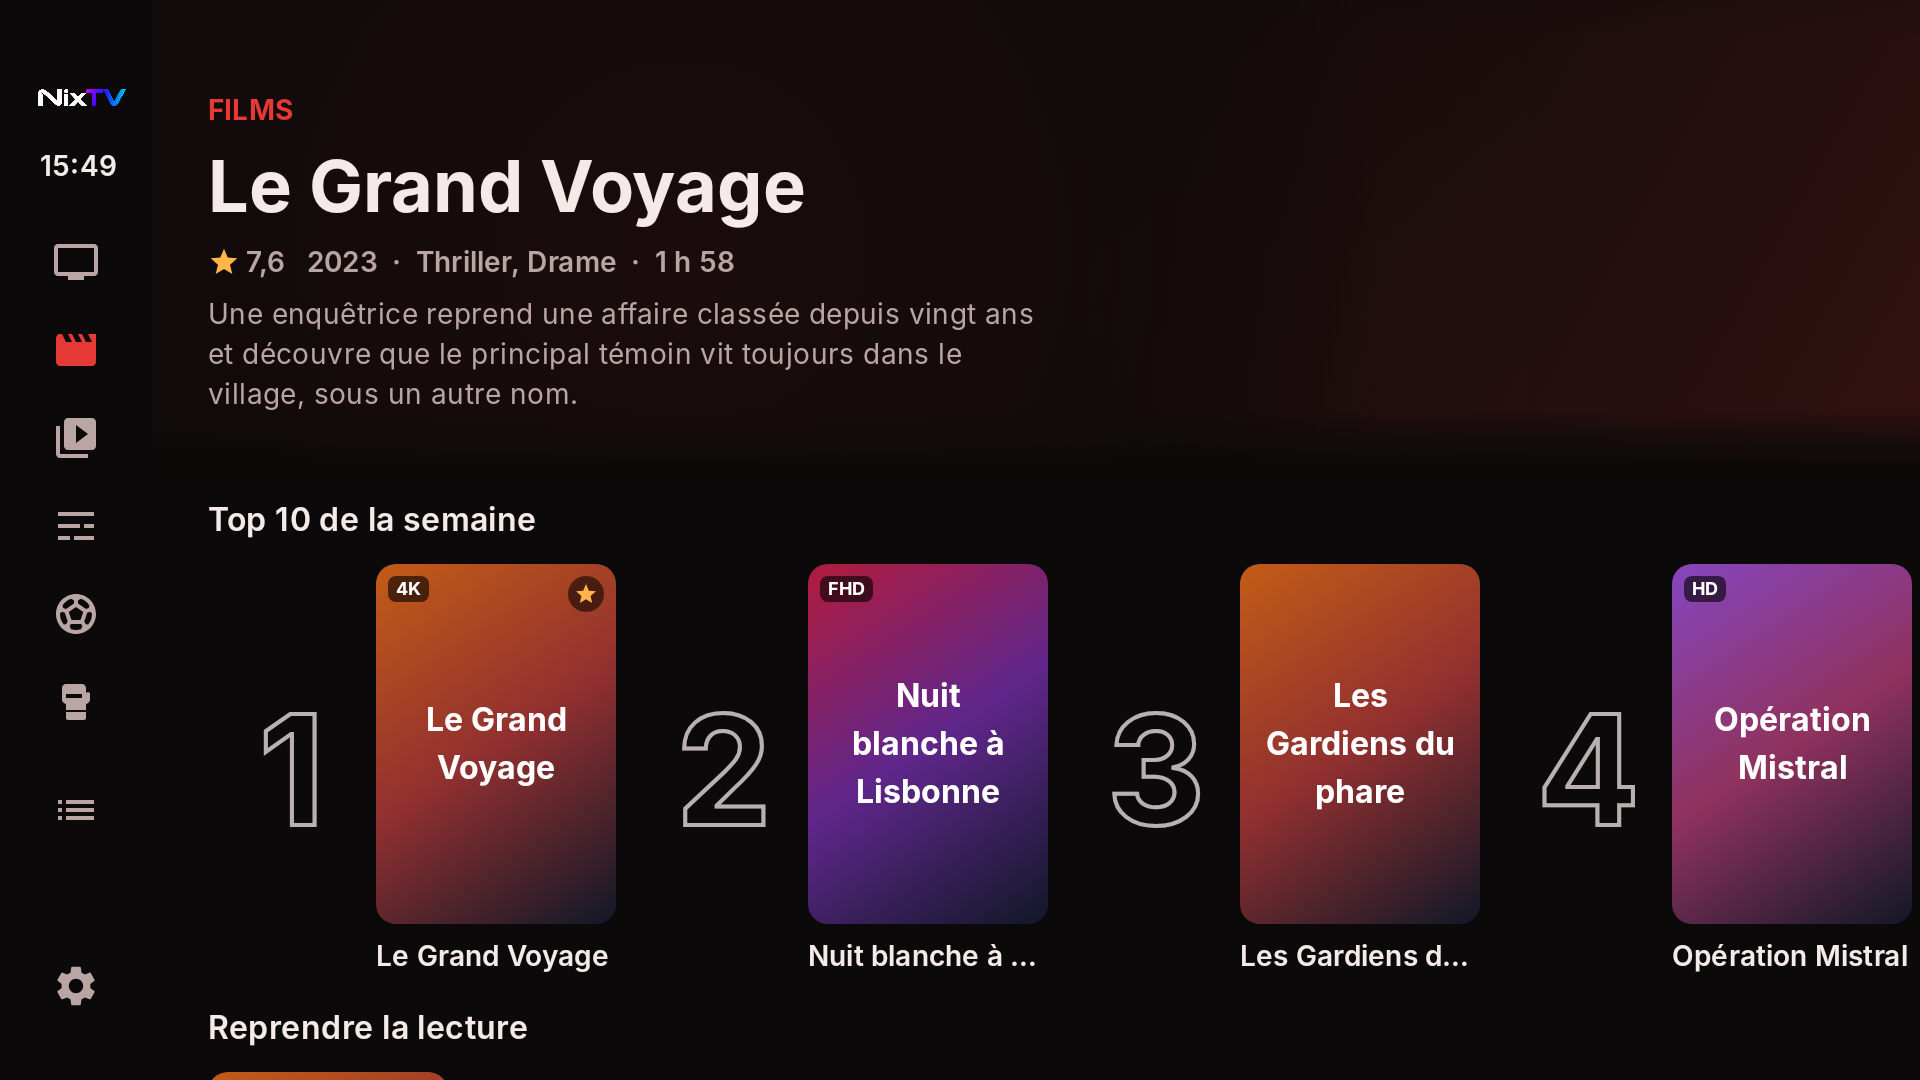 NixTV
15:49
FILMS
Le Grand Voyage
7,6 2023 · Thriller, Drame · 1 h 58
Une enquêtrice reprend une affaire classée depuis vingt ans
et découvre que le principal témoin vit toujours dans le
village, sous un autre nom.
Top 10 de la semaine
1
4K
Le Grand
Voyage
Le Grand Voyage
2
FHD
Nuit
blanche à
Lisbonne
Nuit blanche à ...
3
Les
Gardiens du
phare
Les Gardiens d...
4
HD
Opération
Mistral
Opération Mistral
Reprendre la lecture